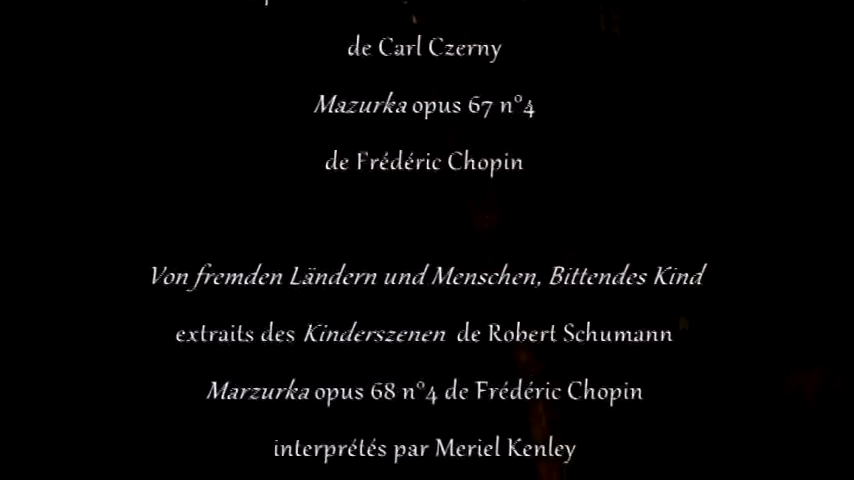 de Carl Czerny
Mazurka opus 67 n°4
de Frédéric Chopin
Von fremden Ländern und Menschen, Bittendes Kind
extraits des Kinderszenen de Robert Schumann
Marzurka opus 68 n°4 de Frédéric Chopin
interprétés par Meriel Kenley